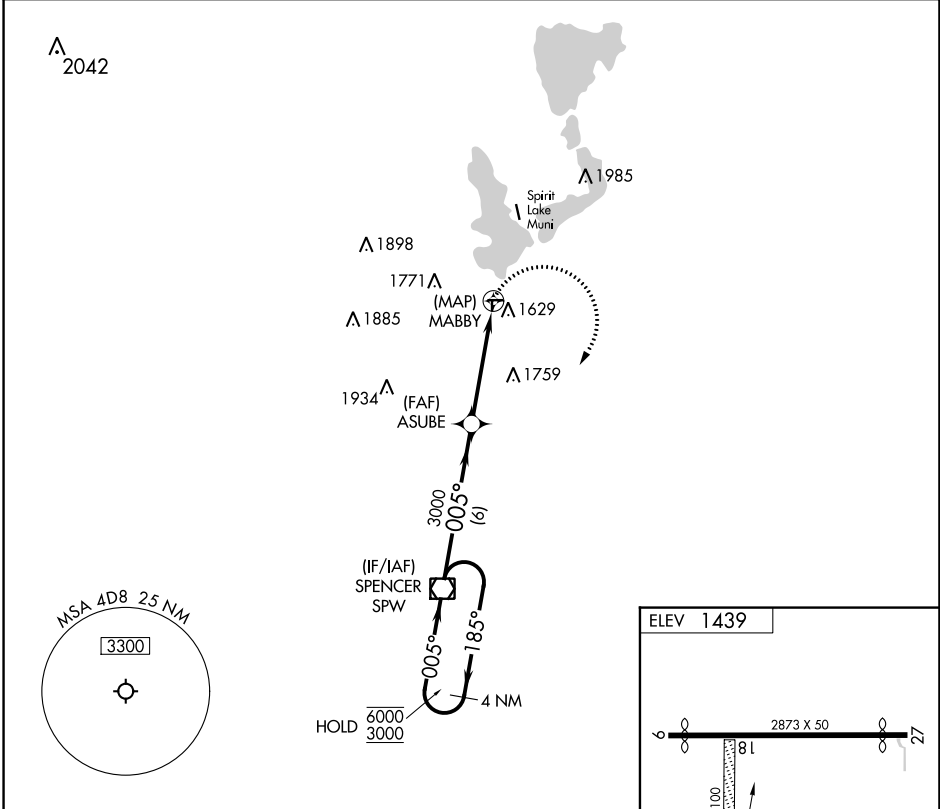 2042
1985
Spirit
Lake
Muni
1898
1771
(MAP)
MABBY
1629
1885
1759
1934
(FAF)
ASUBE
3000
005°
(6)
(IF/IAF)
SPENCER
SPW
005°
185°
4 NM
HOLD 6000
3000
MSA 4D8 25 NM
3300
ELEV 1439
9
2873 X 50
27
18
100